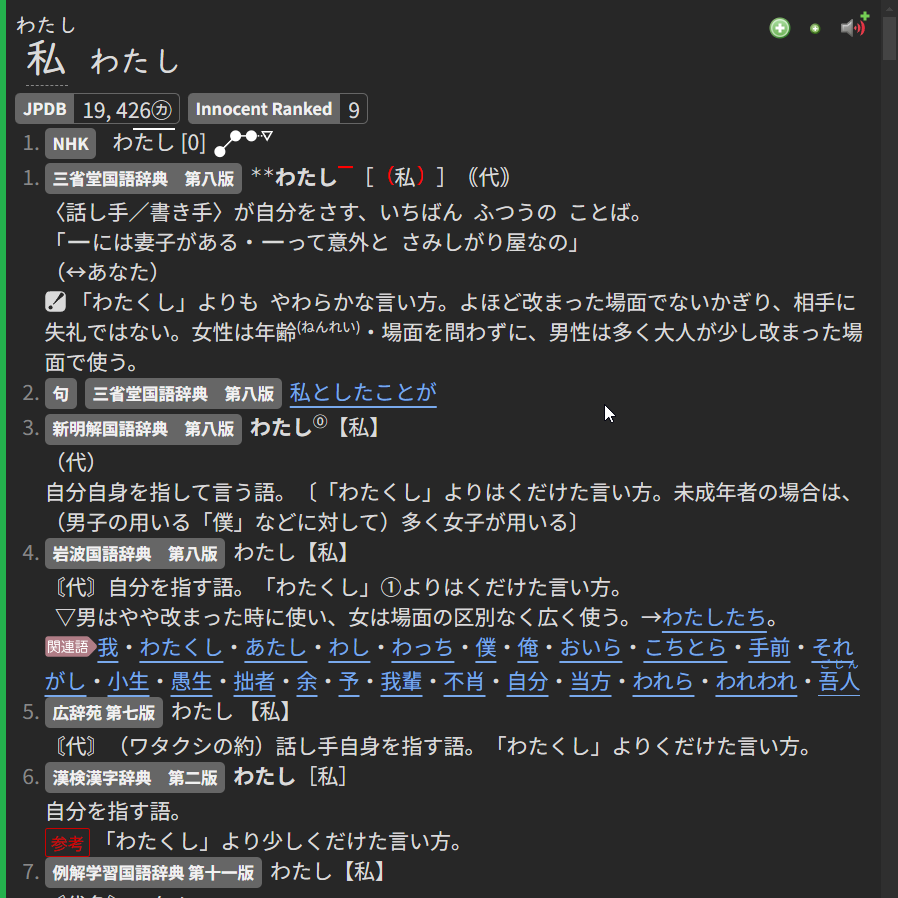 わたし
私 わたし
JPDB 19, 426㋕ Innocent Ranked 9
1. NHK わたし [0]
1. 三省堂国語辞典 第八版 **わたし ［（私）］ 《代》
〈話し手／書き手〉が自分をさす、いちばん ふつうの ことば。
「━には妻子がある・━って意外と さみしがり屋なの」
（↔あなた）
「わたくし」よりも やわらかな言い方。よほど改まった場面でないかぎり、相手に
失礼ではない。女性は年齢(ねんれい)・場面を問わずに、男性は多く大人が少し改まった場
面で使う。
2. 句 三省堂国語辞典 第八版 私としたことが
3. 新明解国語辞典 第八版 わたし⓪【私】
（代）
自分自身を指して言う語。〔「わたくし」よりはくだけた言い方。未成年者の場合は、
（男子の用いる「僕」などに対して）多く女子が用いる〕
4. 岩波国語辞典 第八版 わたし【私】
〘代〙自分を指す語。「わたくし」①よりはくだけた言い方。
▽男はやや改まった時に使い、女は場面の区別なく広く使う。→わたしたち。
関連語 我・わたくし・あたし・わし・わっち・僕・俺・おいら・こちとら・手前・それ
がし・小生・愚生・拙者・余・予・我輩・不肖・自分・当方・われら・われわれ・吾人
5. 広辞苑 第七版 わたし 【私】
〘代〙（ワタクシの約）話し手自身を指す語。「わたくし」よりくだけた言い方。
6. 漢検漢字辞典 第二版 わたし［私］
自分を指す語。
参考 「わたくし」より少しくだけた言い方。
7. 例解学習国語辞典 第十一版 わたし【私】